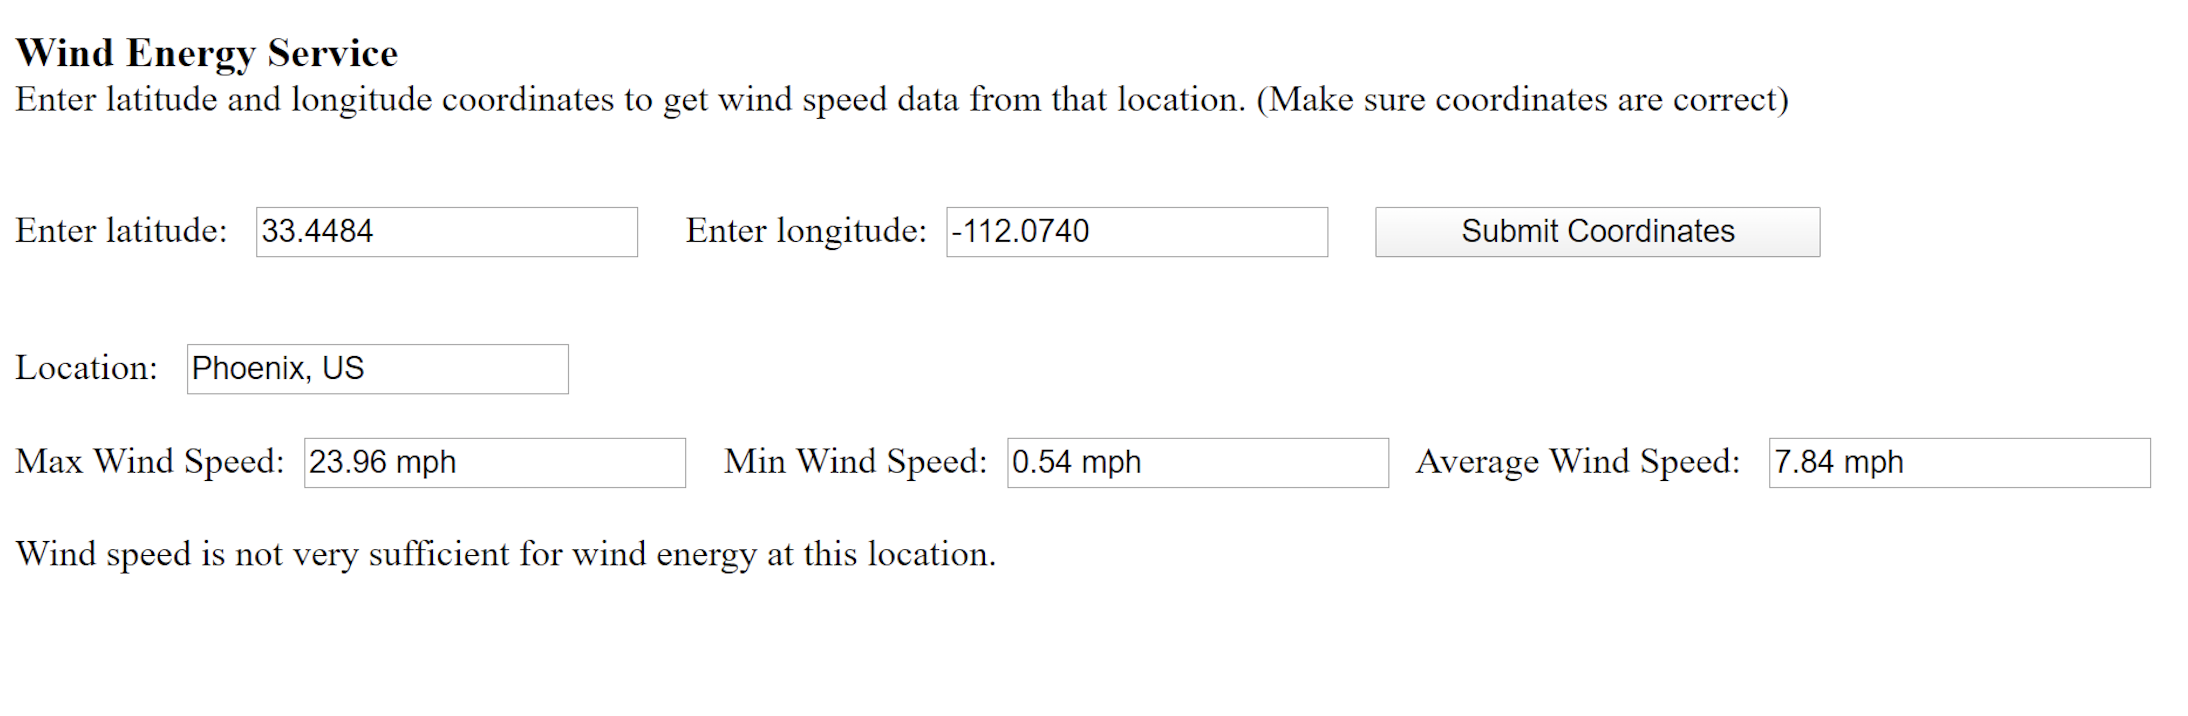 Wind Energy Service
Enter latitude and longitude coordinates to get wind speed data from that location. (Make sure coordinates are correct)
Enter latitude: 33.4484 Enter longitude: -112.0740 Submit Coordinates
Location: Phoenix, US
Max Wind Speed: 23.96 mph Min Wind Speed: 0.54 mph Average Wind Speed: 7.84 mph
Wind speed is not very sufficient for wind energy at this location.